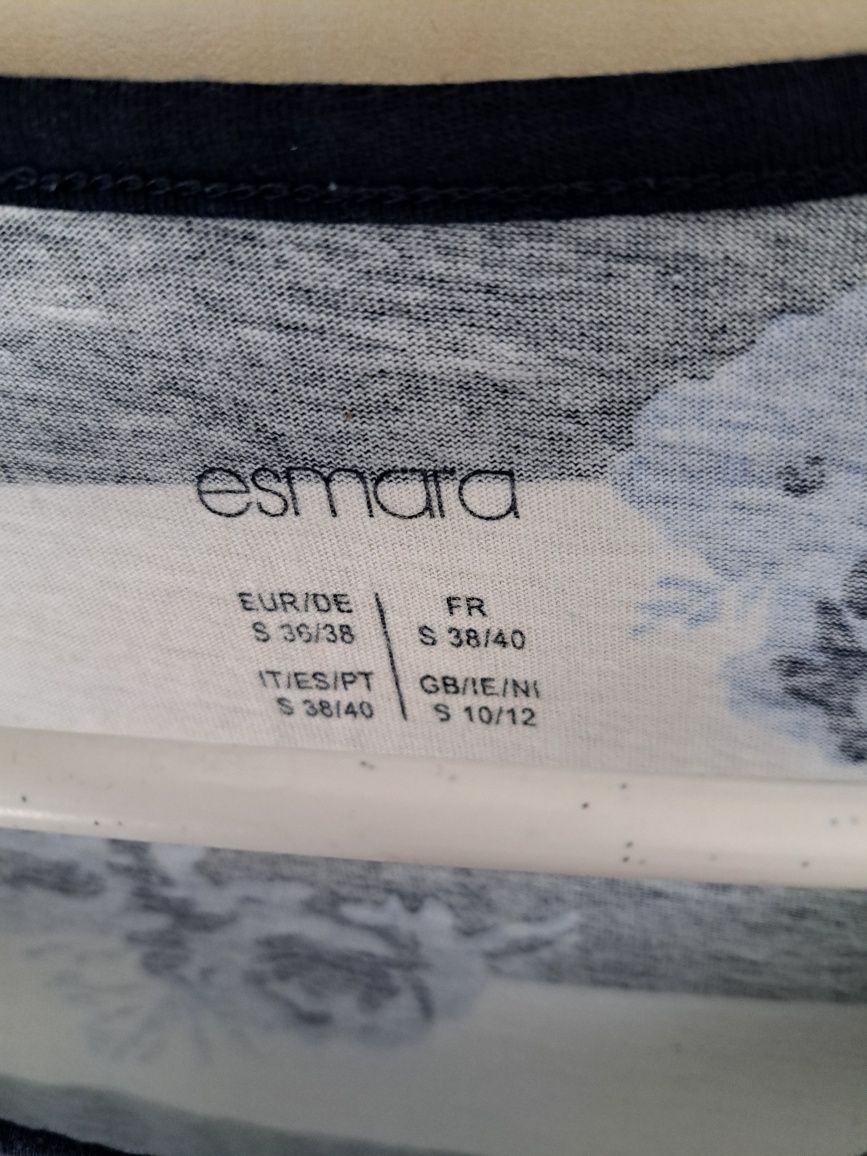 esmara
EUR/DE
S 36/38
FR
S 38/40
IT/ES/PT
S 38/40
GB/IE/NI
S 10/12